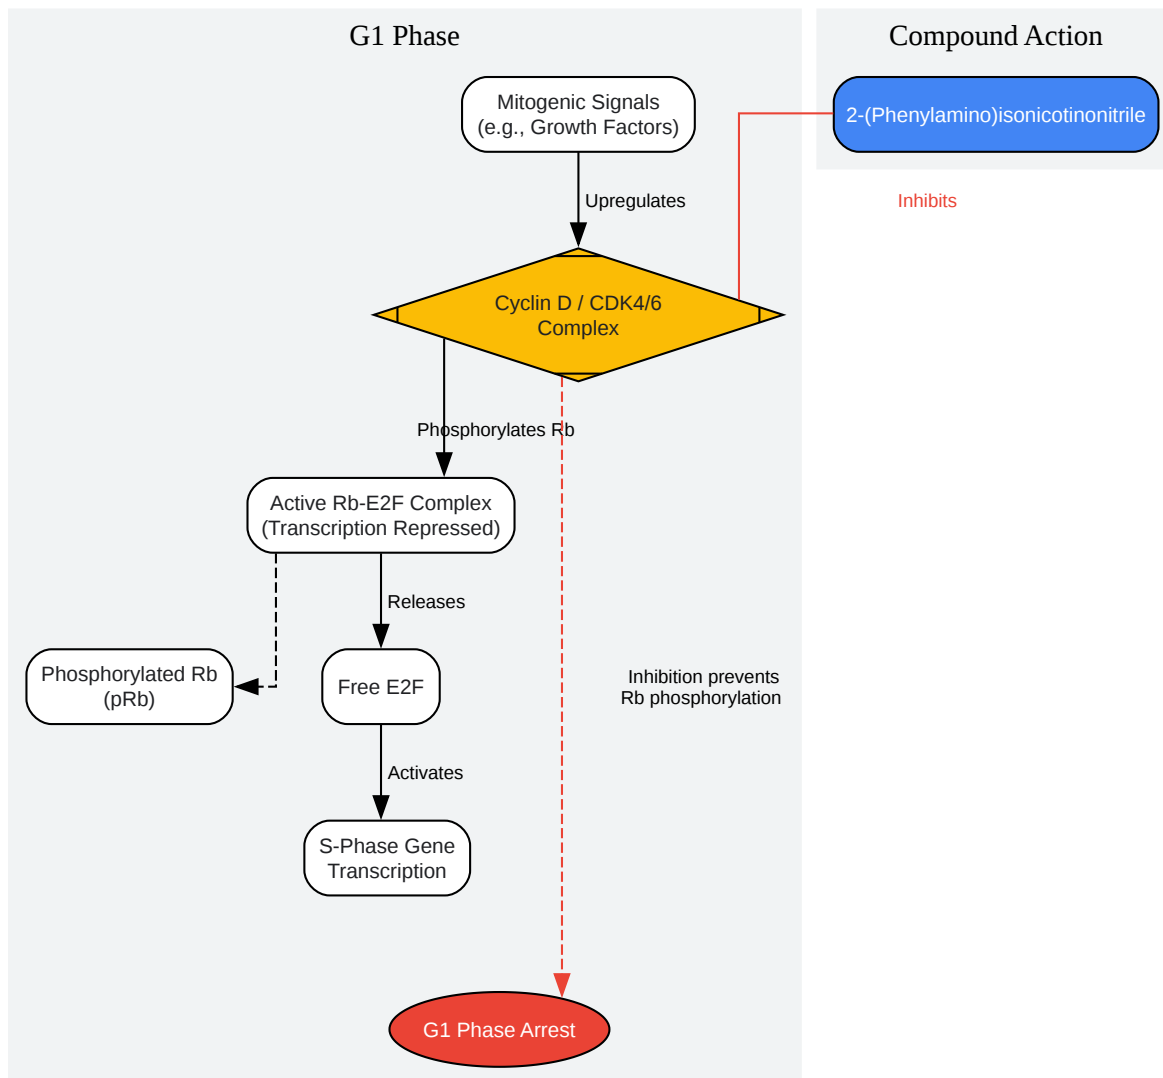 G1 Phase
Compound Action
Mitogenic Signals
(e.g., Growth Factors)
2-(Phenylamino)isonicotinonitrile
Upregulates
Inhibits
Cyclin D / CDK4/6
Complex
Phosphorylates Rb
Active Rb-E2F Complex
(Transcription Repressed)
Releases
Phosphorylated Rb
(pRb)
Free E2F
Inhibition prevents
Rb phosphorylation
Activates
S-Phase Gene
Transcription
G1 Phase Arrest